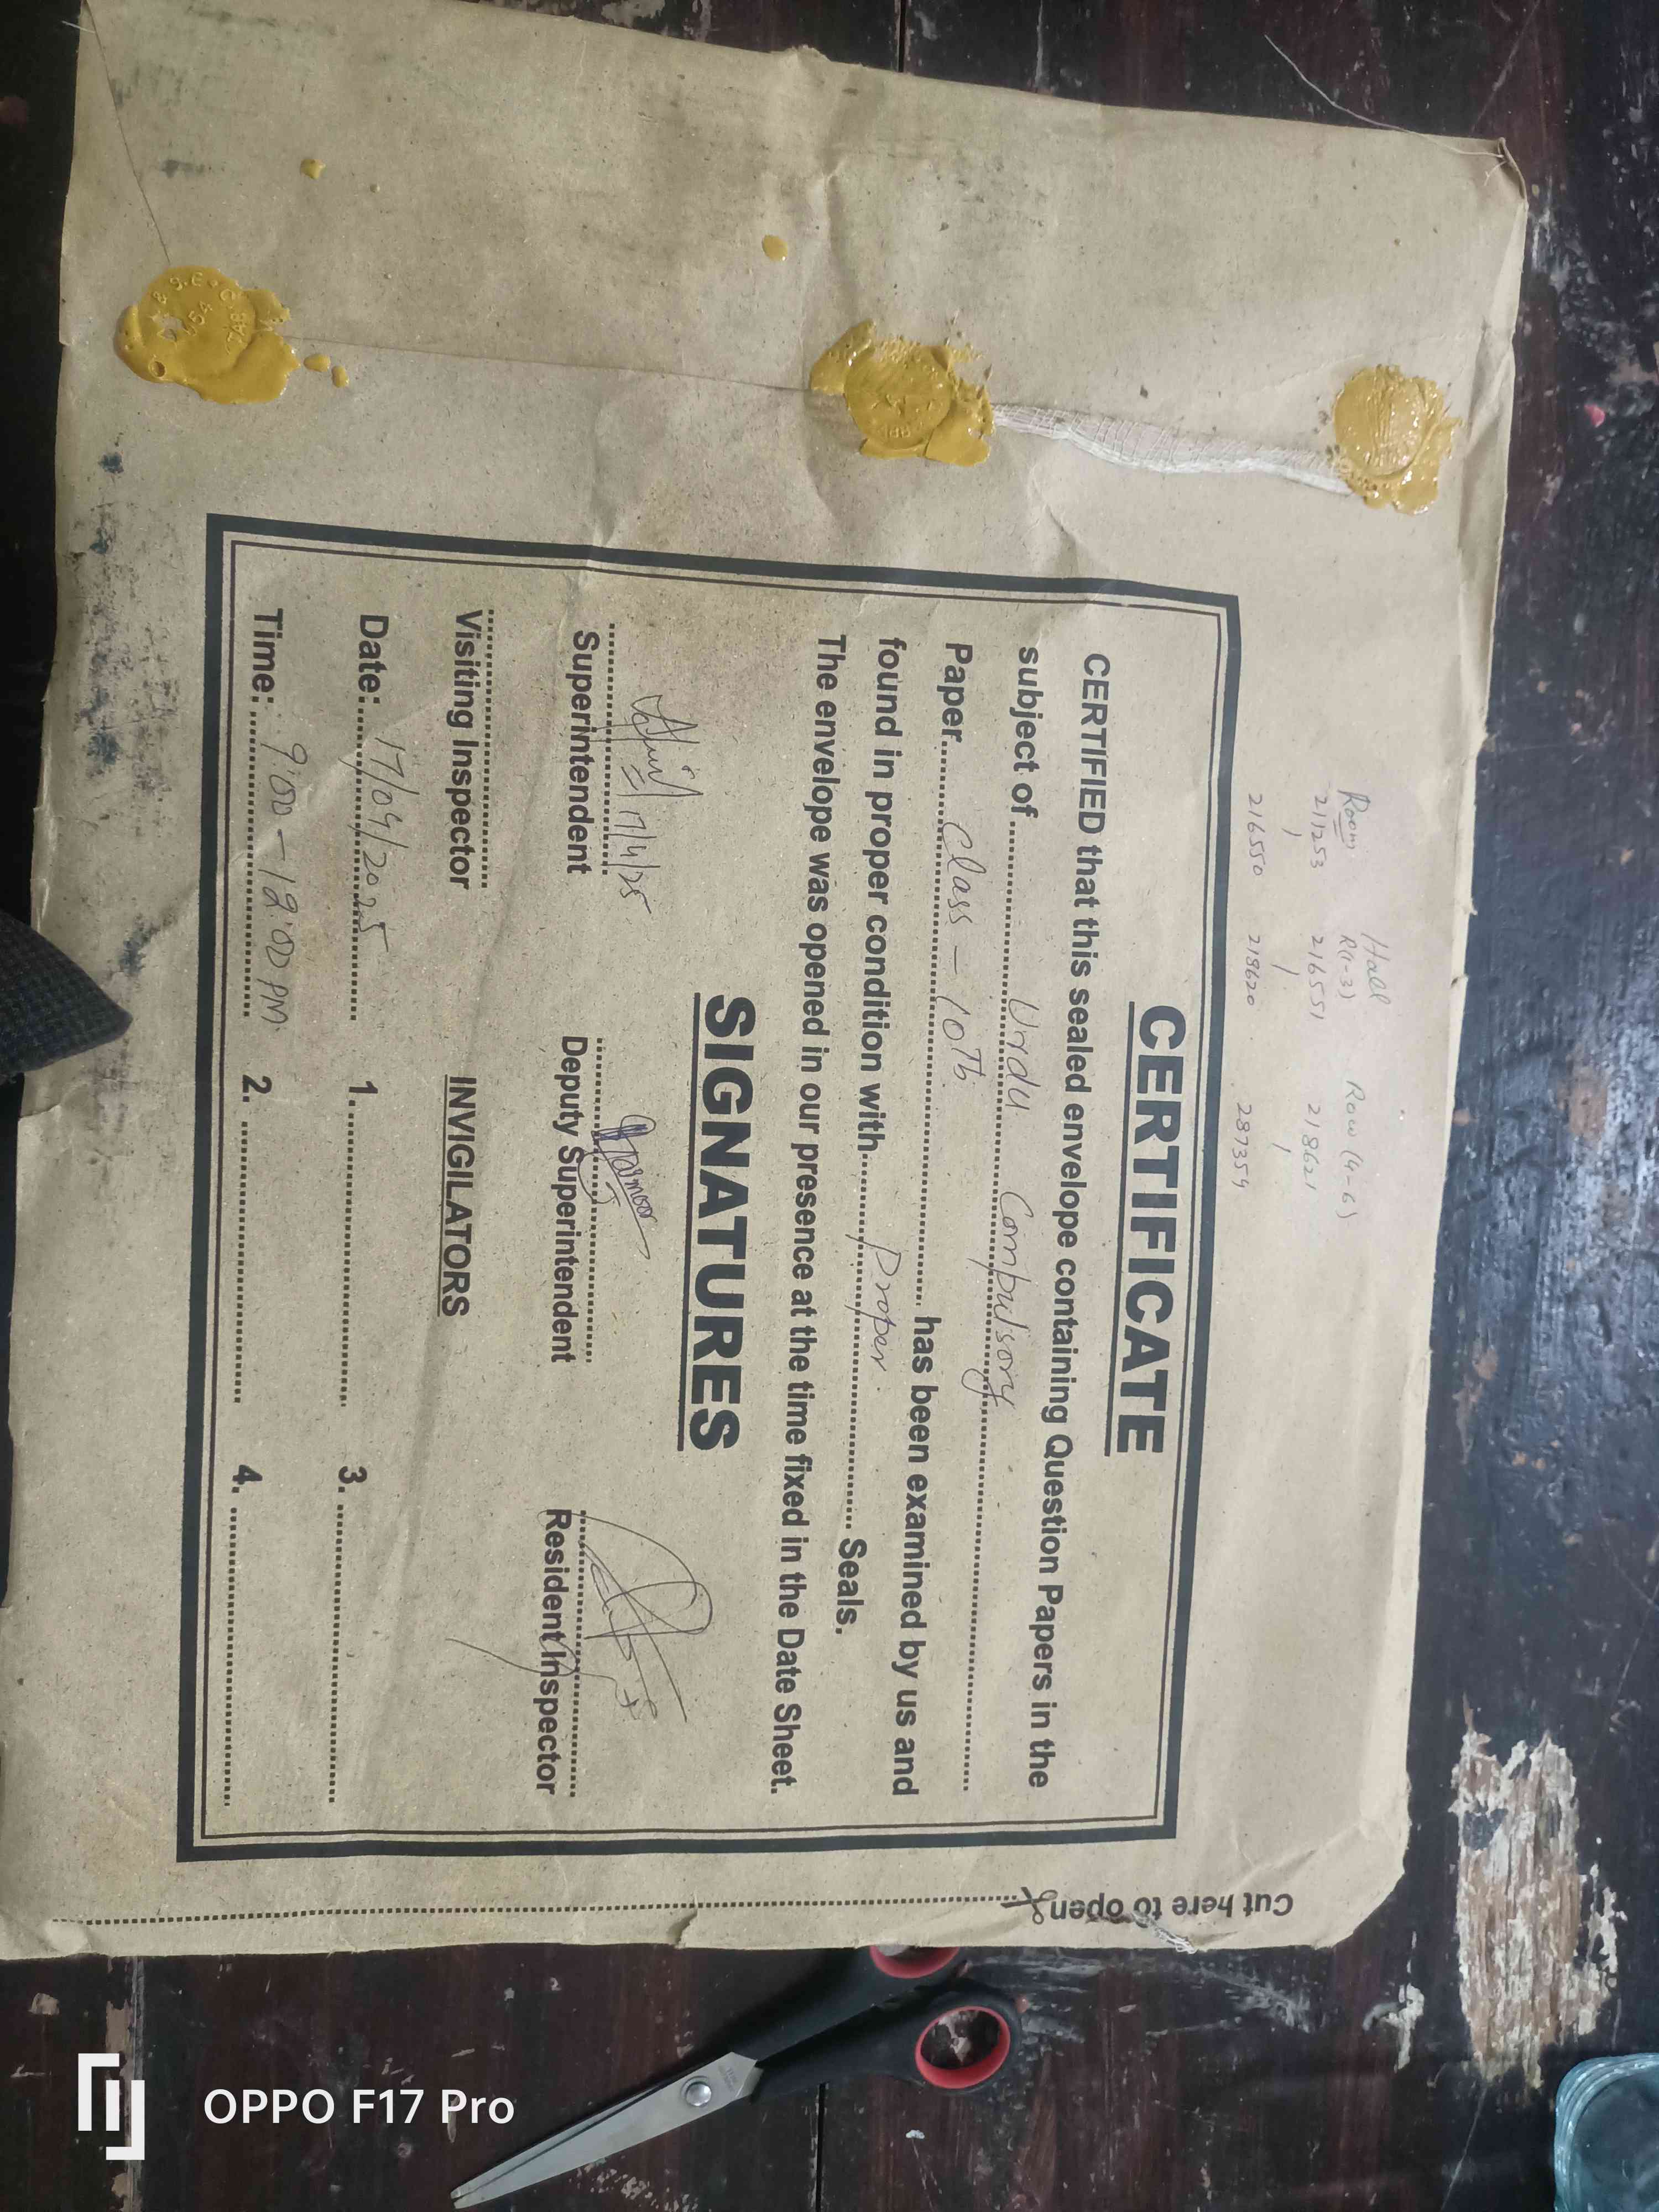 Room Hall Row (4-6)
R(1-3)
211253 216551 218621
| | |
216550 218620 287354
CERTIFICATE
CERTIFIED that this sealed envelope containing Question Papers in the
subject of Urdu Compulsory
Paper Class - 10Th has been examined by us and
found in proper condition with Proper Seals.
The envelope was opened in our presence at the time fixed in the Date Sheet.
SIGNATURES
17/4/25
Superintendent Deputy Superintendent Resident Inspector
Visiting Inspector INVIGILATORS
Date: 17/04/2025 1. 3.
Time: 9:00 - 12:00 PM 2. 4.
Cut here to open
OPPO F17 Pro